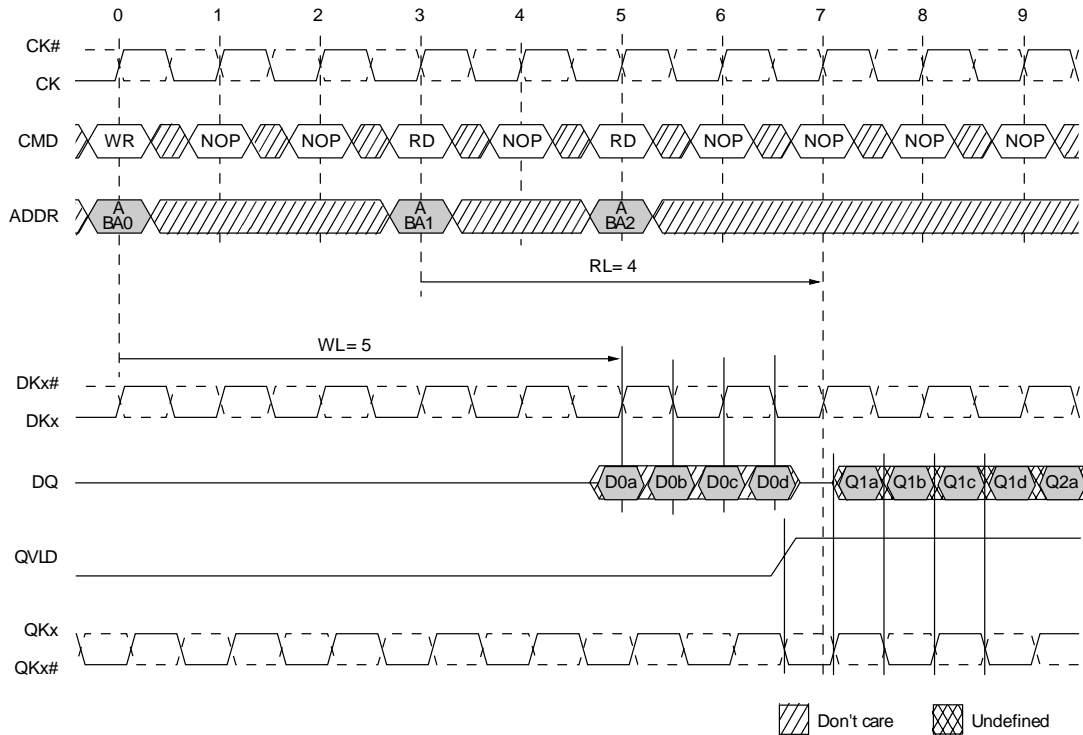 0 1 2 3 4 5 6 7 8 9
CK#
CK
CMD WR NOP NOP RD NOP RD NOP NOP NOP NOP
ADDR A BA0 A BA1 A BA2
RL= 4
WL= 5
DKx#
DKx
DQ D0a D0b D0c D0d Q1a Q1b Q1c Q1d Q2a
QVLD
QKx
QKx#
Don't care Undefined